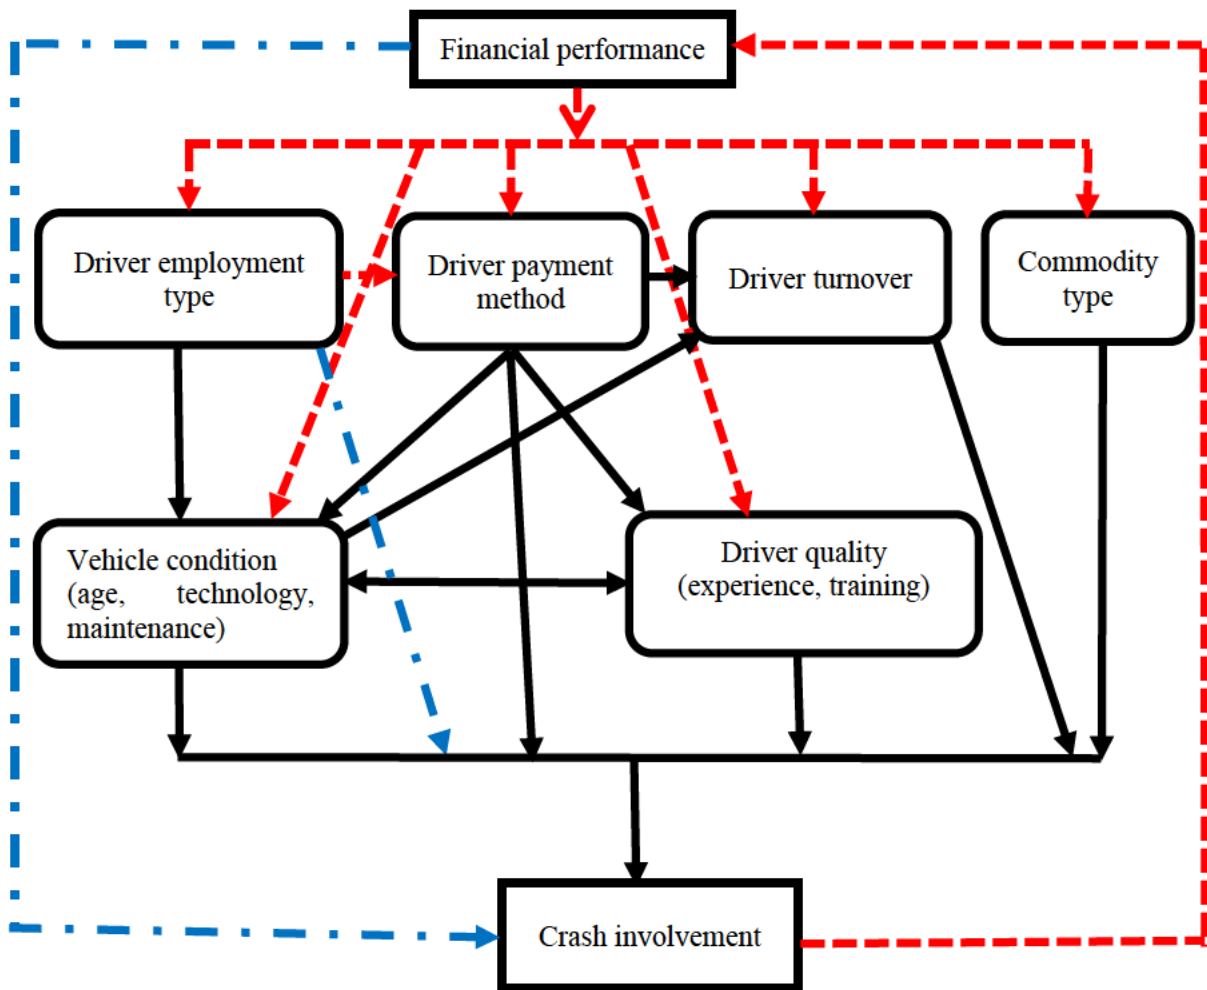 Financial performance
Driver employment
type
Driver payment
method
Driver turnover
Commodity
type
Vehicle condition
(age, technology,
maintenance)
Driver quality
(experience, training)
Crash involvement